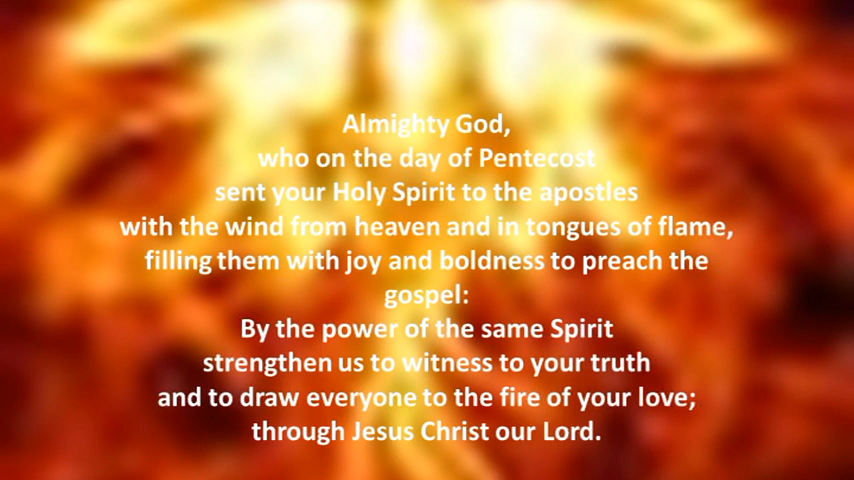 Almighty God,
who on the day of Pentecost
sent your Holy Spirit to the apostles
with the wind from heaven and in tongues of flame,
filling them with joy and boldness to preach the
gospel:
By the power of the same Spirit
strengthen us to witness to your truth
and to draw everyone to the fire of your love;
through Jesus Christ our Lord.